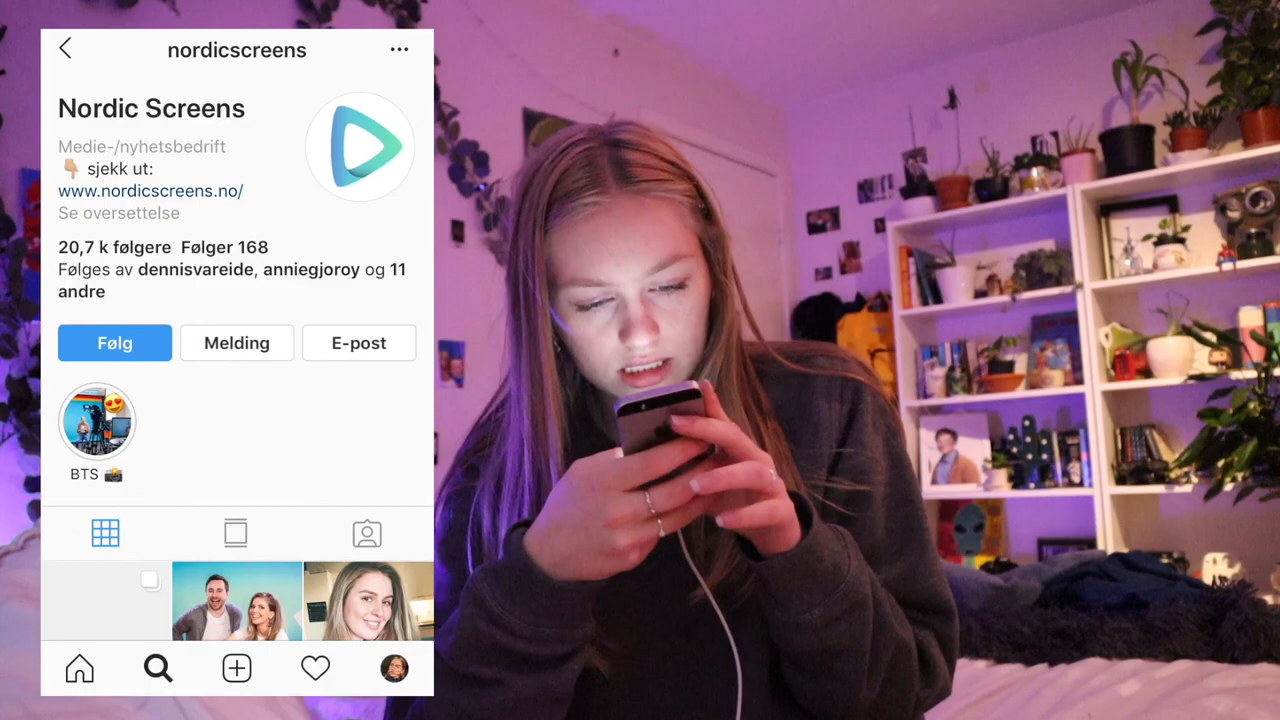 nordicscreens
Nordic Screens
Medie-/nyhetsbedrift
👇🏼 sjekk ut:
www.nordicscreens.no/
Se oversettelse
20,7 k følgere Følger 168
Følges av dennisvareide, anniegjoroy og 11
andre
Følg Melding E-post
BTS 📸